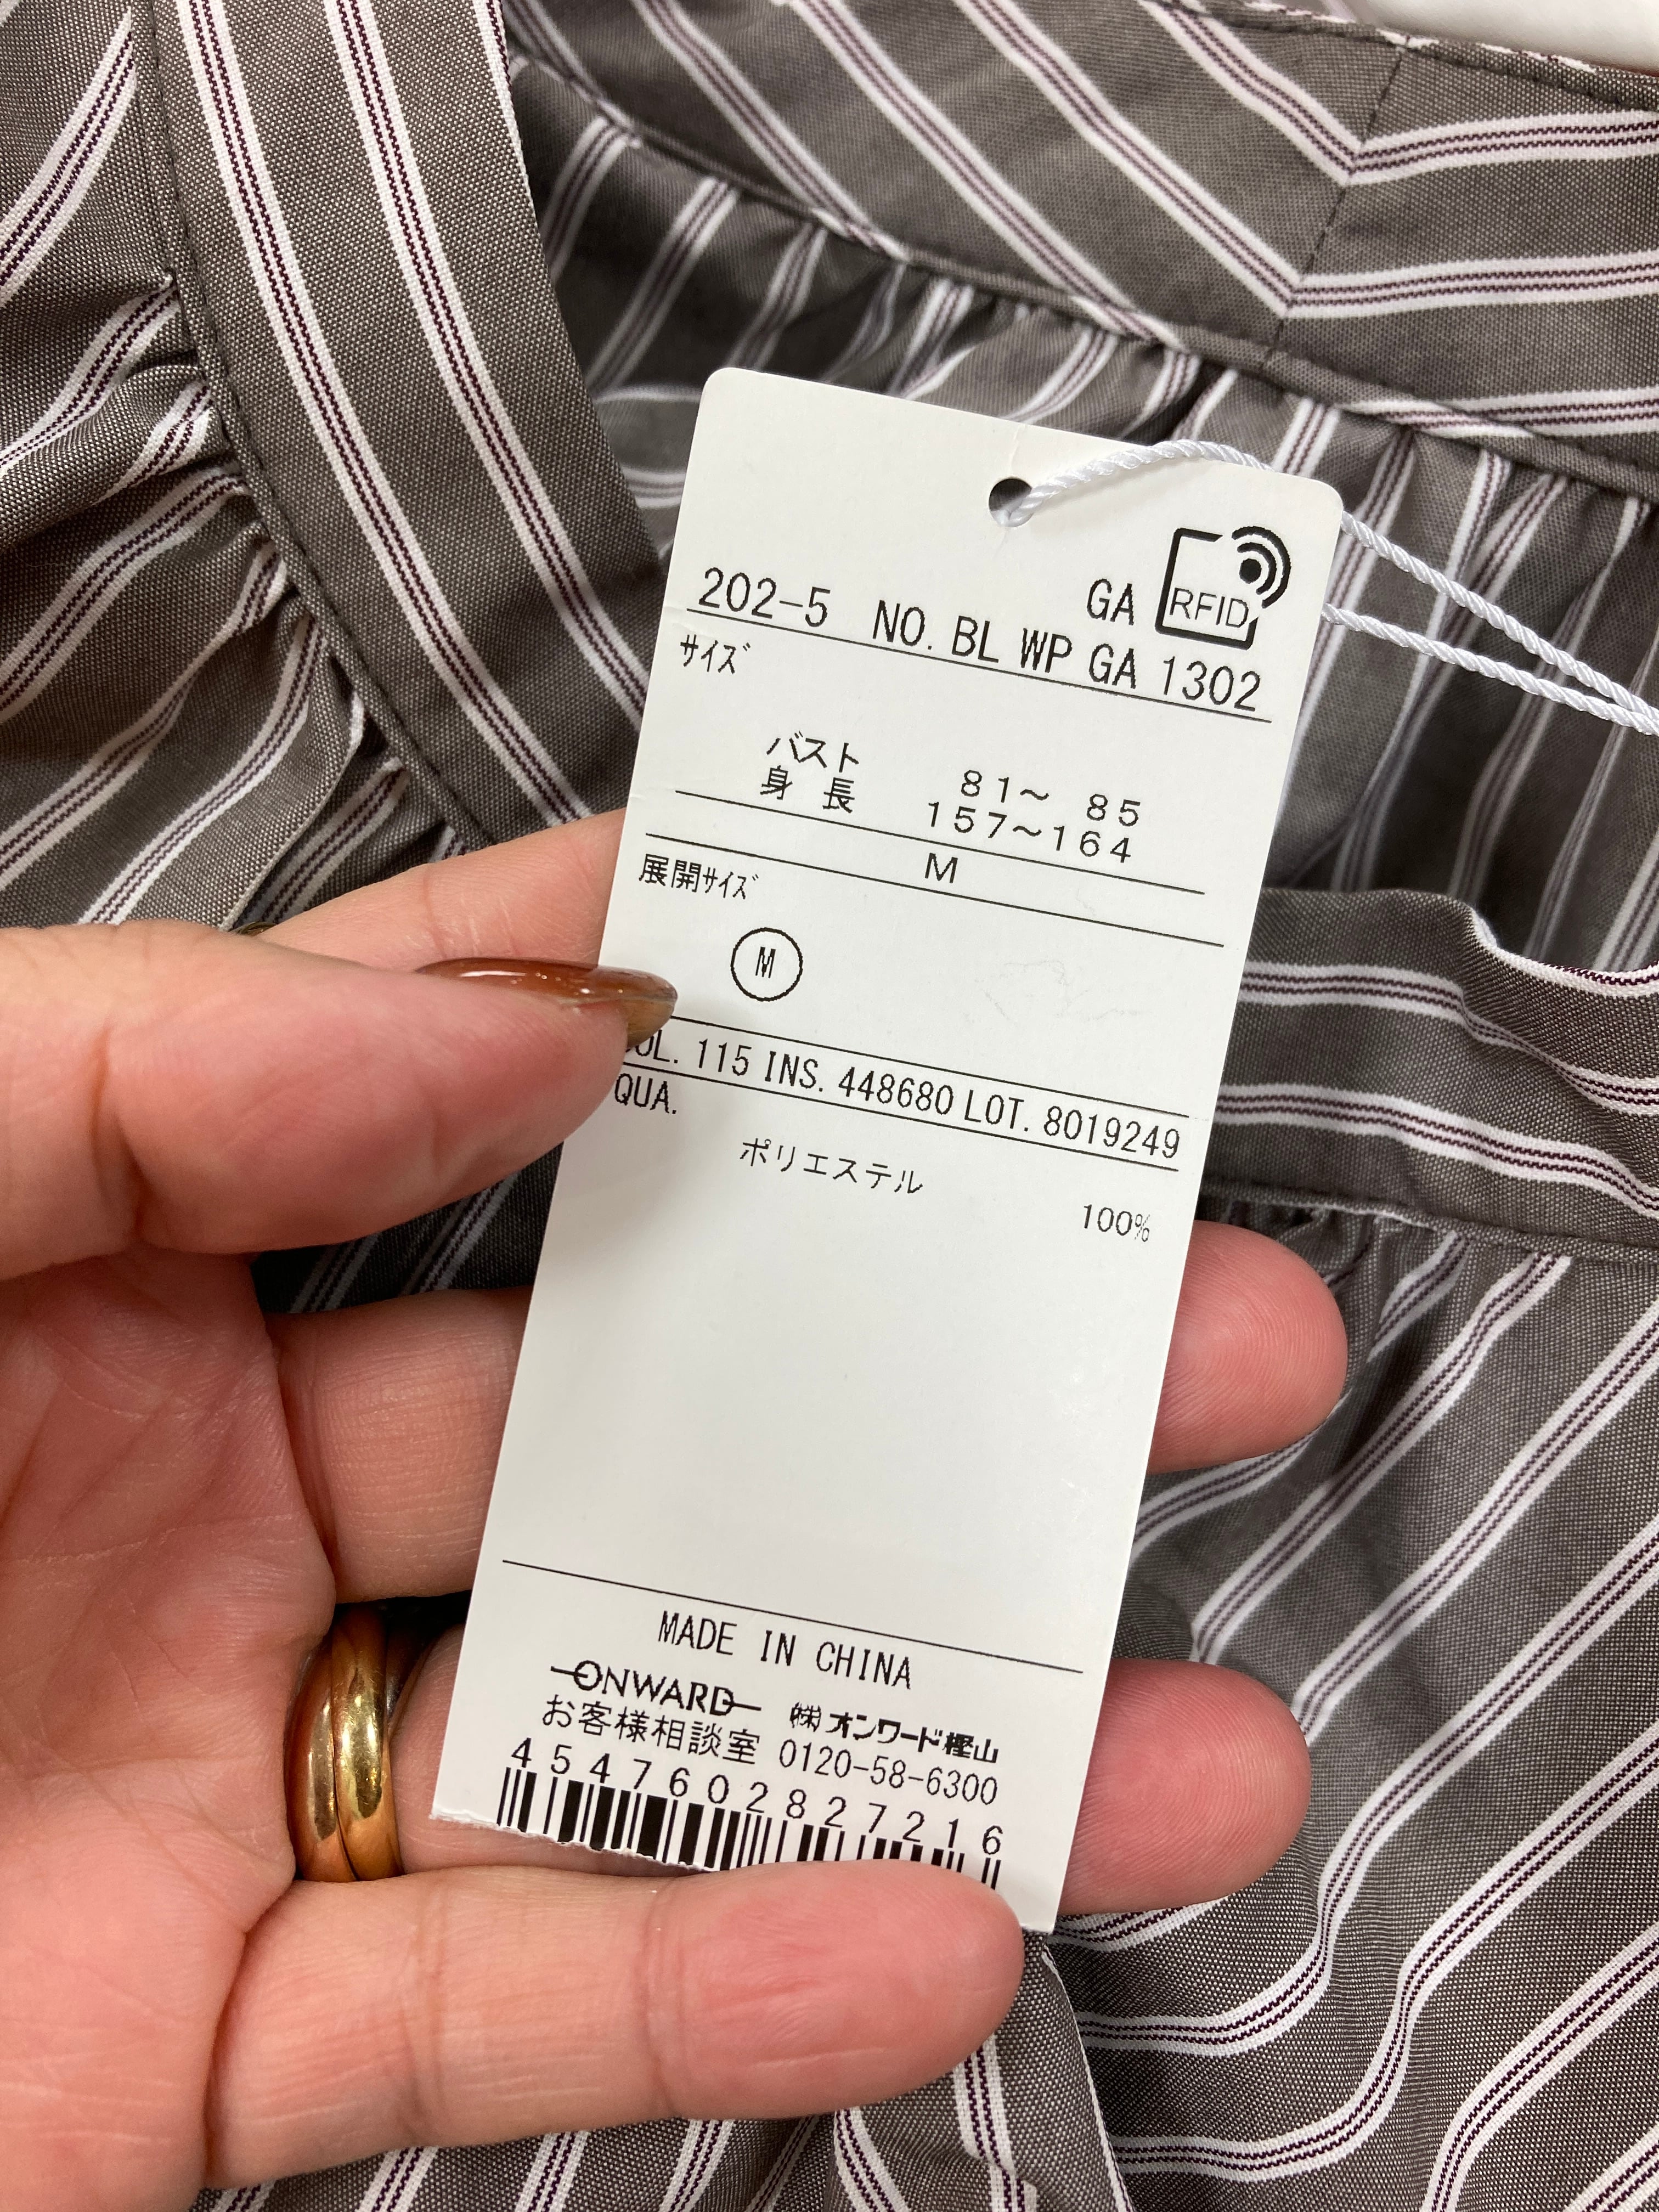 GA RFID
202-5 NO. BL WP GA 1302
サイズ
バスト 81~ 85
身長 157~164
M
展開サイズ
M
115 INS. 448680 LOT. 8019249
QUA.
ポリエステル
100%
MADE IN CHINA
ONWARD ㈱オンワード樫山
お客様相談室 0120-58-6300
4547602827216